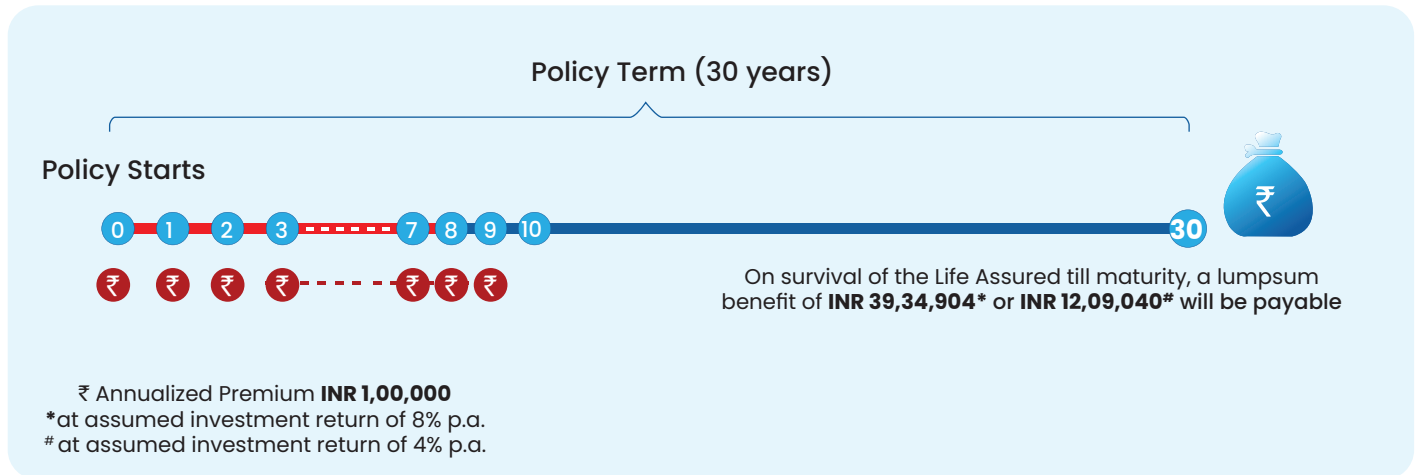 Policy Term (30 years)
Policy Starts
0 1 2 3 7 8 9 10 30
₹
₹ ₹ ₹ ₹ ₹ ₹ ₹
On survival of the Life Assured till maturity, a lumpsum
benefit of INR 39,34,904* or INR 12,09,040# will be payable
₹ Annualized Premium INR 1,00,000
*at assumed investment return of 8% p.a.
# at assumed investment return of 4% p.a.